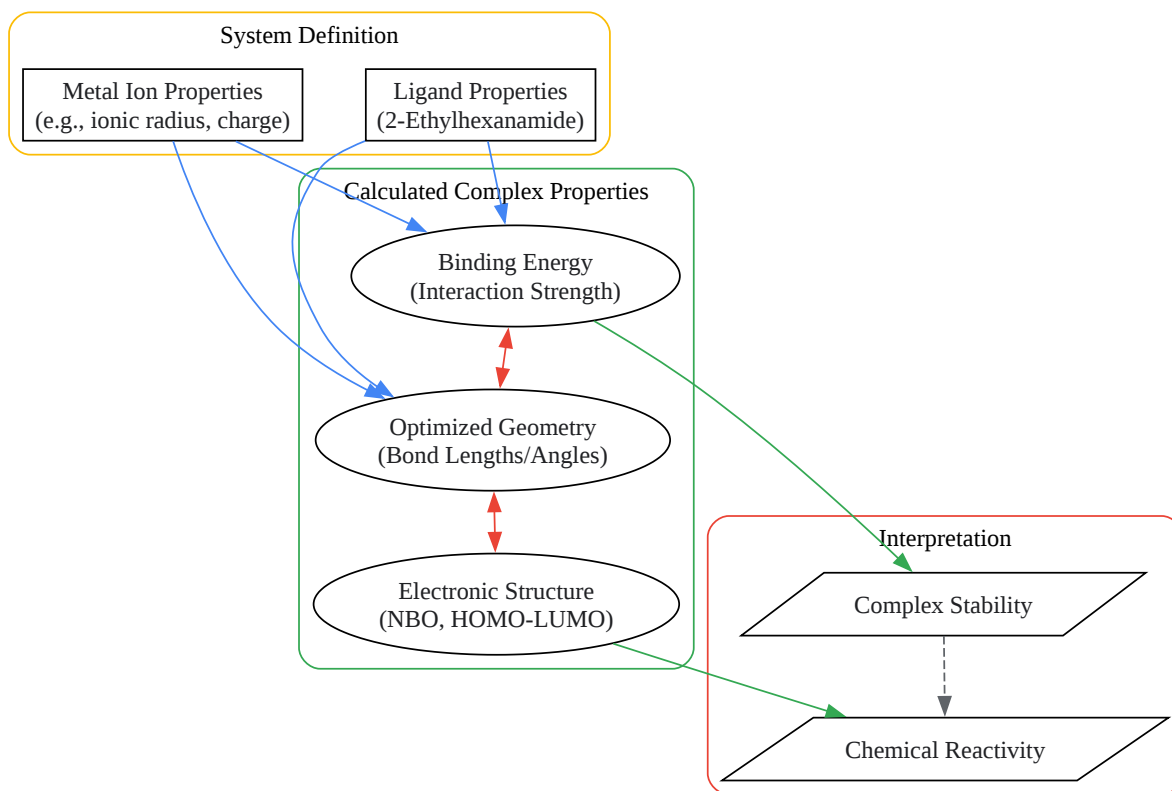 System Definition
Metal Ion Properties
(e.g., ionic radius, charge)
Ligand Properties
(2-Ethylhexanamide)
Calculated Complex Properties
Binding Energy
(Interaction Strength)
Optimized Geometry
(Bond Lengths/Angles)
Electronic Structure
(NBO, HOMO-LUMO)
Interpretation
Complex Stability
Chemical Reactivity